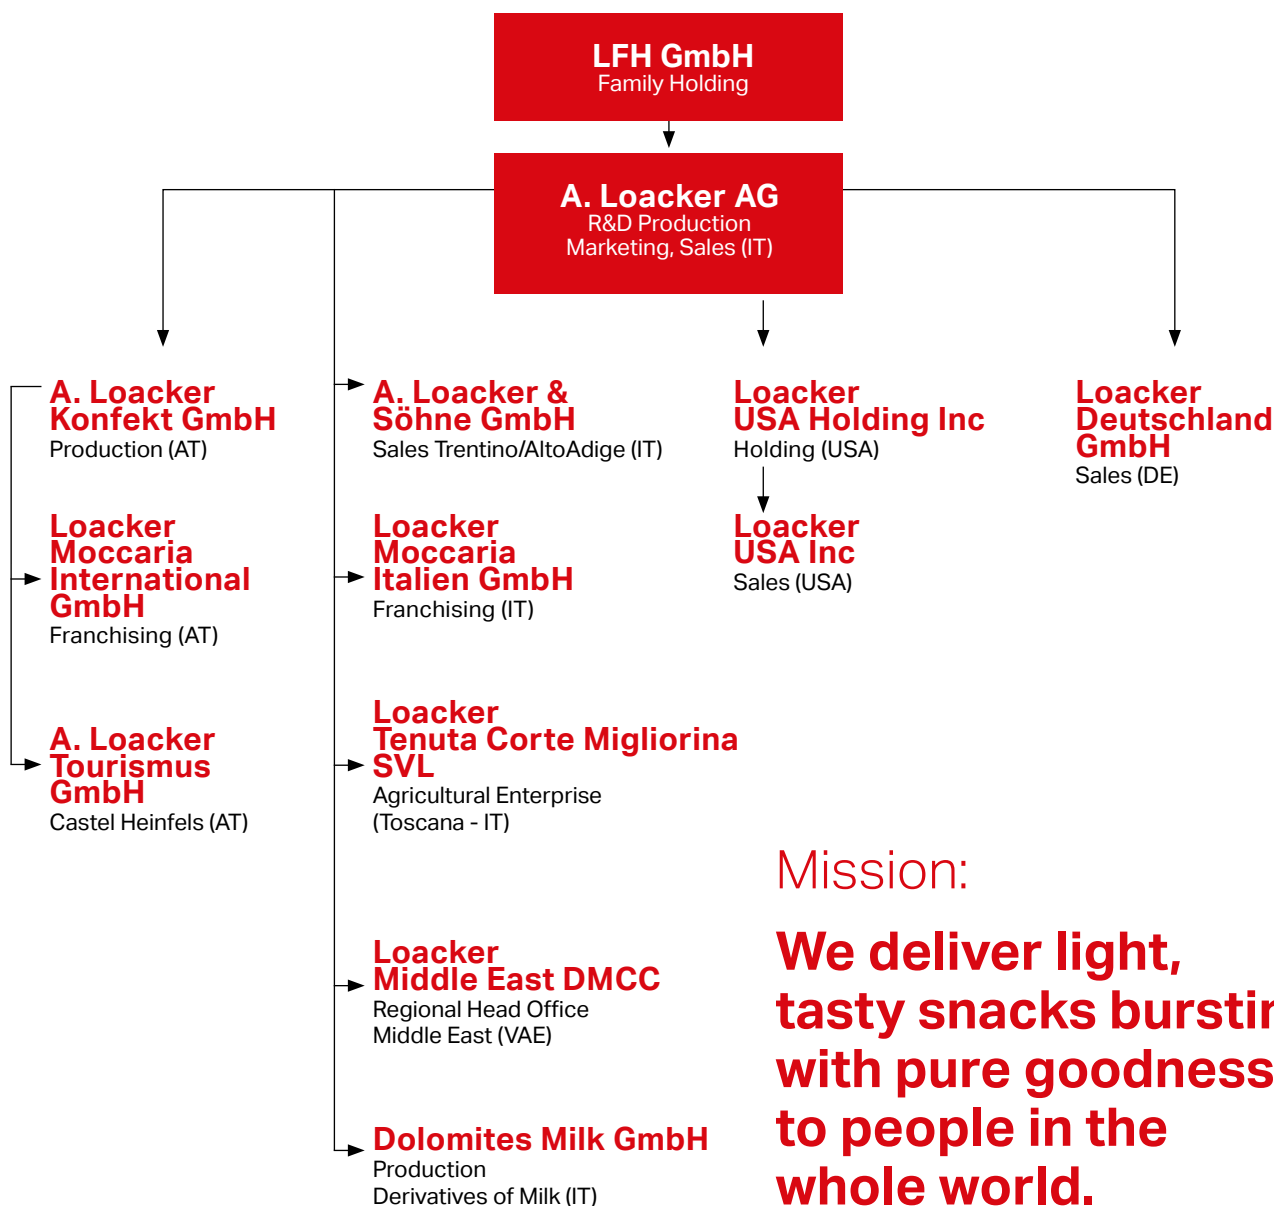 LFH GmbH
Family Holding
A. Loacker AG
R&D Production
Marketing, Sales (IT)
A. Loacker
Konfekt GmbH
Production (AT)
Loacker
Moccaria
International
GmbH
Franchising (AT)
A. Loacker
Tourismus
GmbH
Castel Heinfels (AT)
A. Loacker &
Söhne GmbH
Sales Trentino/AltoAdige (IT)
Loacker
Moccaria
Italien GmbH
Franchising (IT)
Loacker
Tenuta Corte Migliorina
SVL
Agricultural Enterprise
(Toscana - IT)
Loacker
Middle East DMCC
Regional Head Office
Middle East (VAE)
Dolomites Milk GmbH
Production
Derivatives of Milk (IT)
Loacker
USA Holding Inc
Holding (USA)
Loacker
USA Inc
Sales (USA)
Loacker
Deutschland
GmbH
Sales (DE)
Mission:
We deliver light,
tasty snacks burstin
with pure goodness
to people in the
whole world.